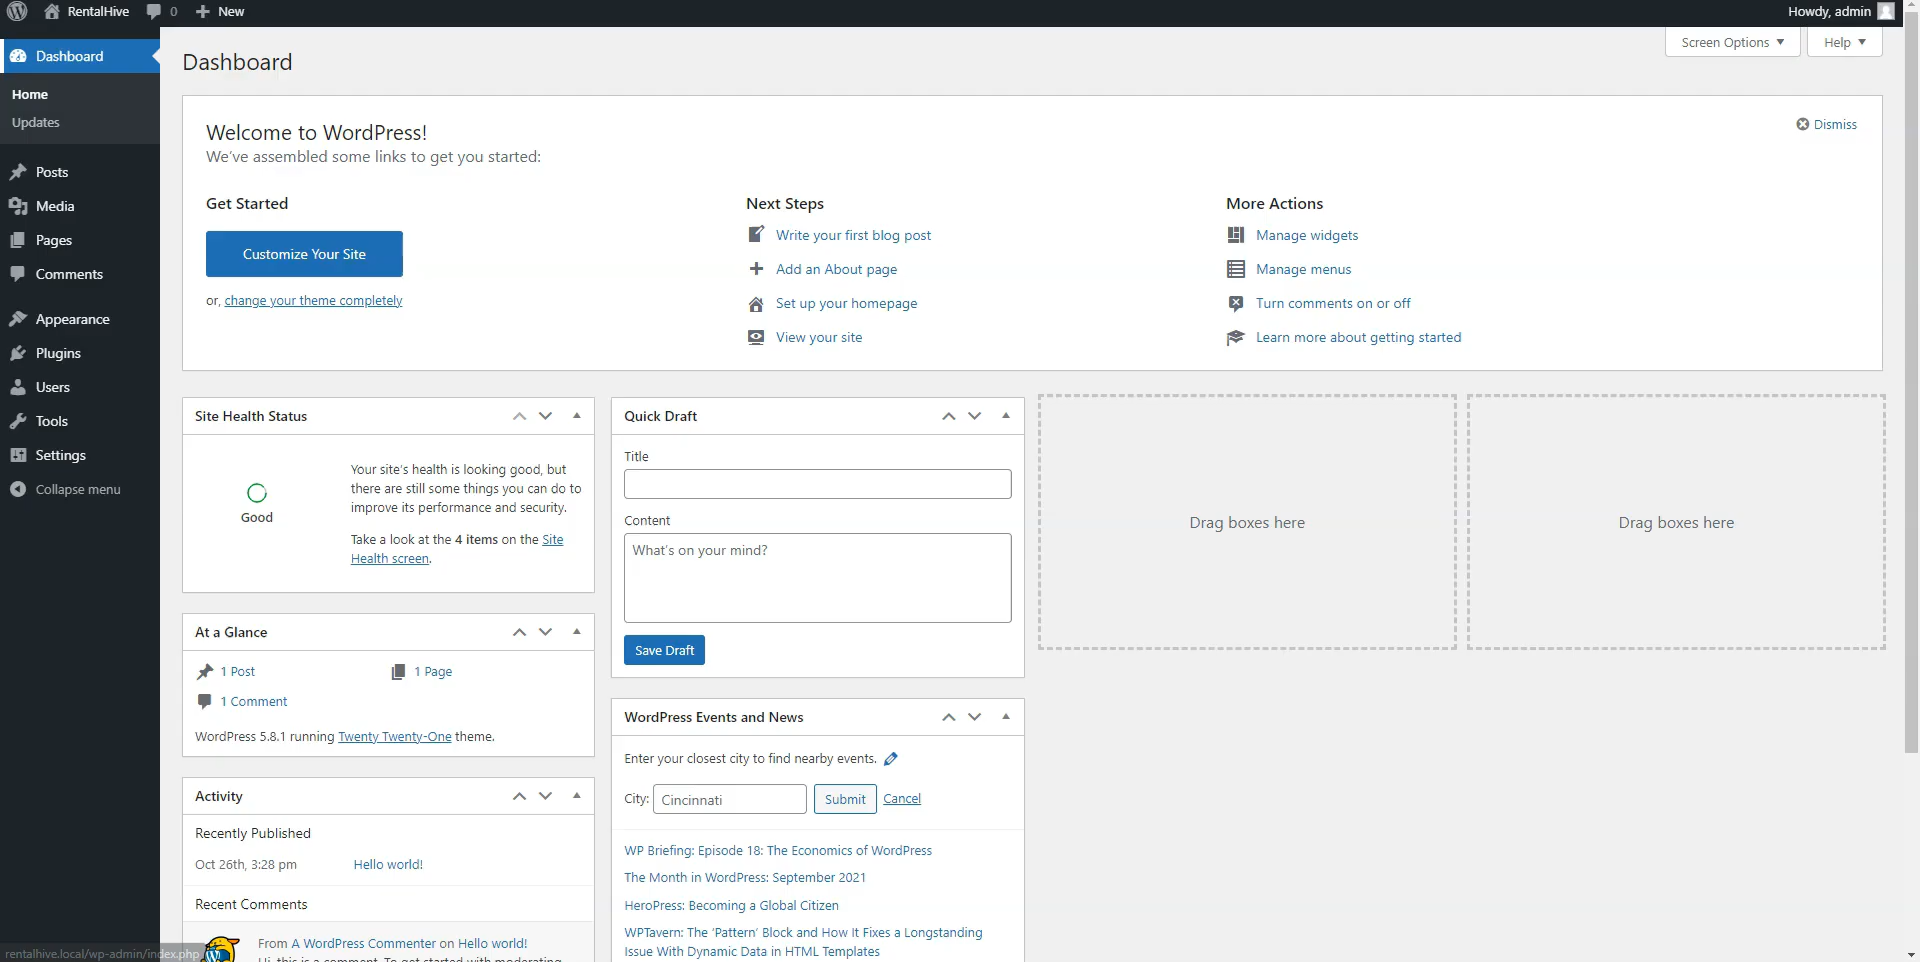 RentalHive
0
New
Howdy, admin
Dashboard
Home
Updates
Posts
Media
Pages
Comments
Appearance
Plugins
Users
Tools
Settings
Collapse menu
Screen Options
Help
Dashboard
Welcome to WordPress!
Dismiss
We've assembled some links to get you started:
Get Started
Customize Your Site
or, change your theme completely
Next Steps
Write your first blog post
Add an About page
Set up your homepage
View your site
More Actions
Manage widgets
Manage menus
Turn comments on or off
Learn more about getting started
Site Health Status
Good
Your site's health is looking good, but
there are still some things you can do to
improve its performance and security.
Take a look at the 4 items on the Site
Health screen.
At a Glance
1 Post
1 Page
1 Comment
WordPress 5.8.1 running Twenty Twenty-One theme.
Activity
Recently Published
Oct 26th, 3:28 pm
Hello world!
Recent Comments
From A WordPress Commenter on Hello world!
Hi, this is a comment. To get started with moderating,
Quick Draft
Title
Content
What's on your mind?
Save Draft
WordPress Events and News
Enter your closest city to find nearby events.
City: Cincinnati
Submit
Cancel
WP Briefing: Episode 18: The Economics of WordPress
The Month in WordPress: September 2021
HeroPress: Becoming a Global Citizen
WPTavern: The 'Pattern' Block and How It Fixes a Longstanding
Issue With Dynamic Data in HTML Templates
Drag boxes here
Drag boxes here
rentalhive.local/wp-admin/index.php